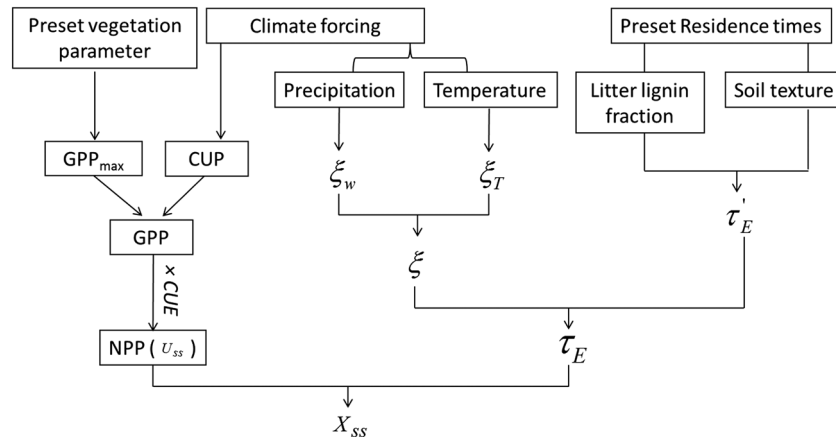 Preset vegetation
parameter
Climate forcing
Preset Residence times
Precipitation
Temperature
Litter lignin
fraction
Soil texture
GPPmax
CUP
ξw
ξT
τ'E
GPP
ξ
× CUE
NPP ( Uss )
τE
Xss